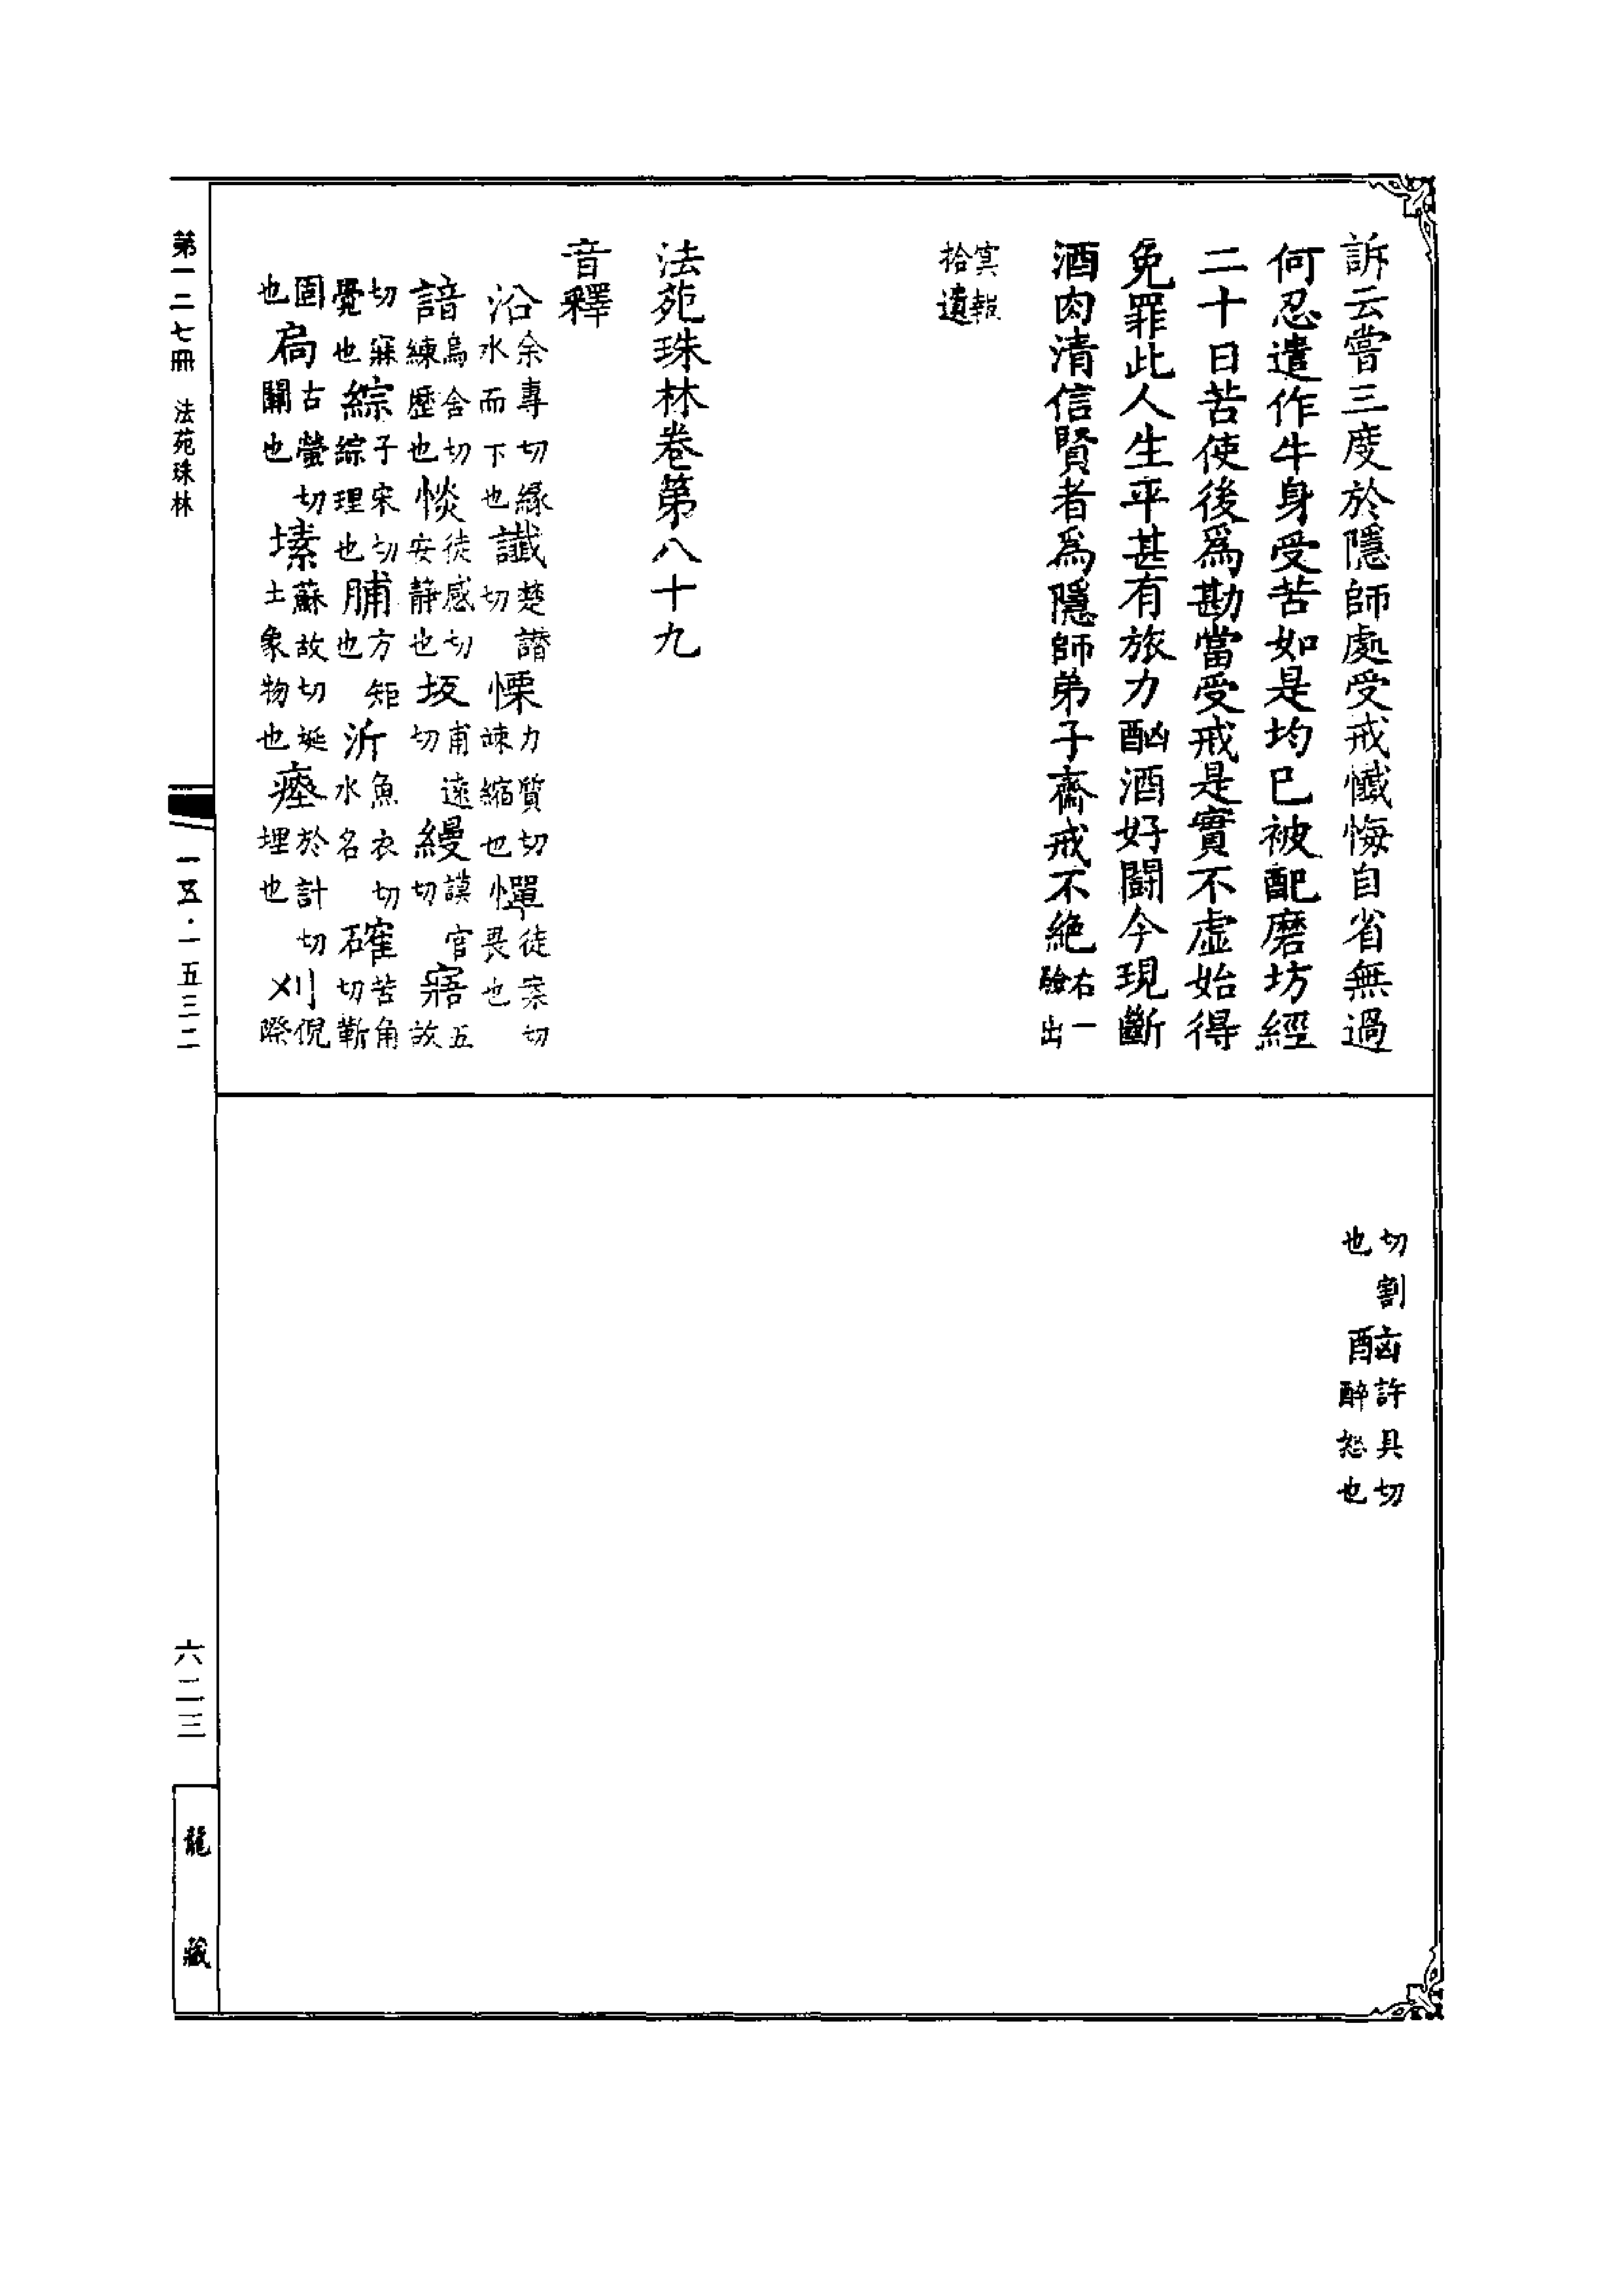 訴云嘗三度於隱師處受戒懺悔自省無過
何忍遣作牛身受苦如是均已被配磨坊經
二十日苦使後爲勘當受戒是實不虛始得
免罪此人生平甚有旅力酗酒好鬬今現斷
酒肉清信賢者爲隱師弟子齋戒不絶右一驗出
冥報拾遺
法苑珠林卷第八十九
音釋
沿余專切緣水而下也讖楚譖切慄力質切竦縮也憚徒案切畏也
諳烏含切練歷也惔徒感切安靜也坂甫遠切縵謨官切寤五故
切寐覺也綜子宋切綜理也脯方矩也沂魚衣切水名確苦角切石靳
固也扃古螢切關也塐蘇故切埏土象物也瘞於計切埋也刈倪際
切割也酗許具切醉怒也
第一二七冊 法苑珠林
一五·一五三二
六二三
龍藏